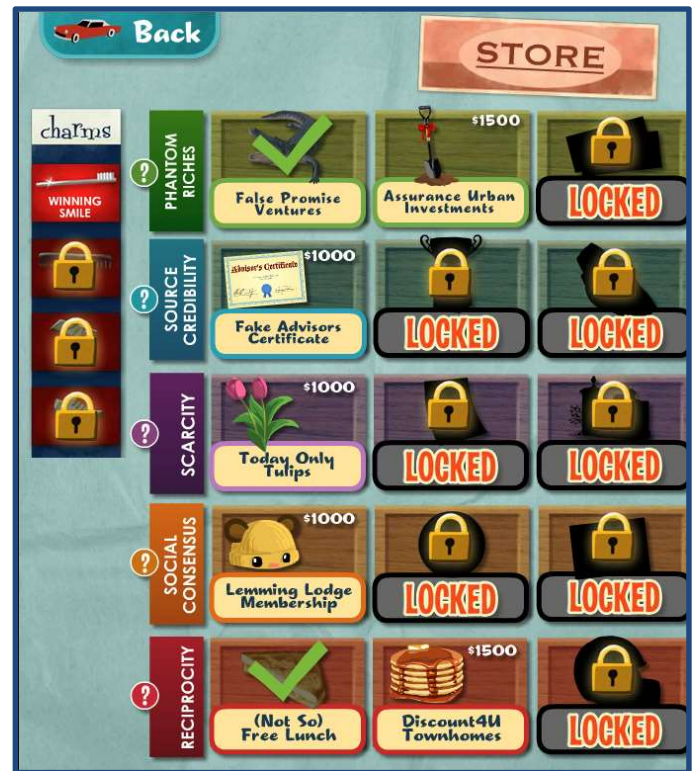 Back
STORE
charms
WINNING
SMILE
?
PHANTOM
RICHES
False Promise
Ventures
$1500
Assurance Urban
Investments
LOCKED
?
SOURCE
CREDIBILITY
$1000
Advisor's Certificate
Fake Advisors
Certificate
LOCKED
LOCKED
?
SCARCITY
$1000
Today Only
Tulips
LOCKED
LOCKED
?
SOCIAL
CONSENSUS
$1000
Lemming Lodge
Membership
LOCKED
LOCKED
?
RECIPROCITY
(Not So)
Free Lunch
$1500
Discount4U
Townhomes
LOCKED